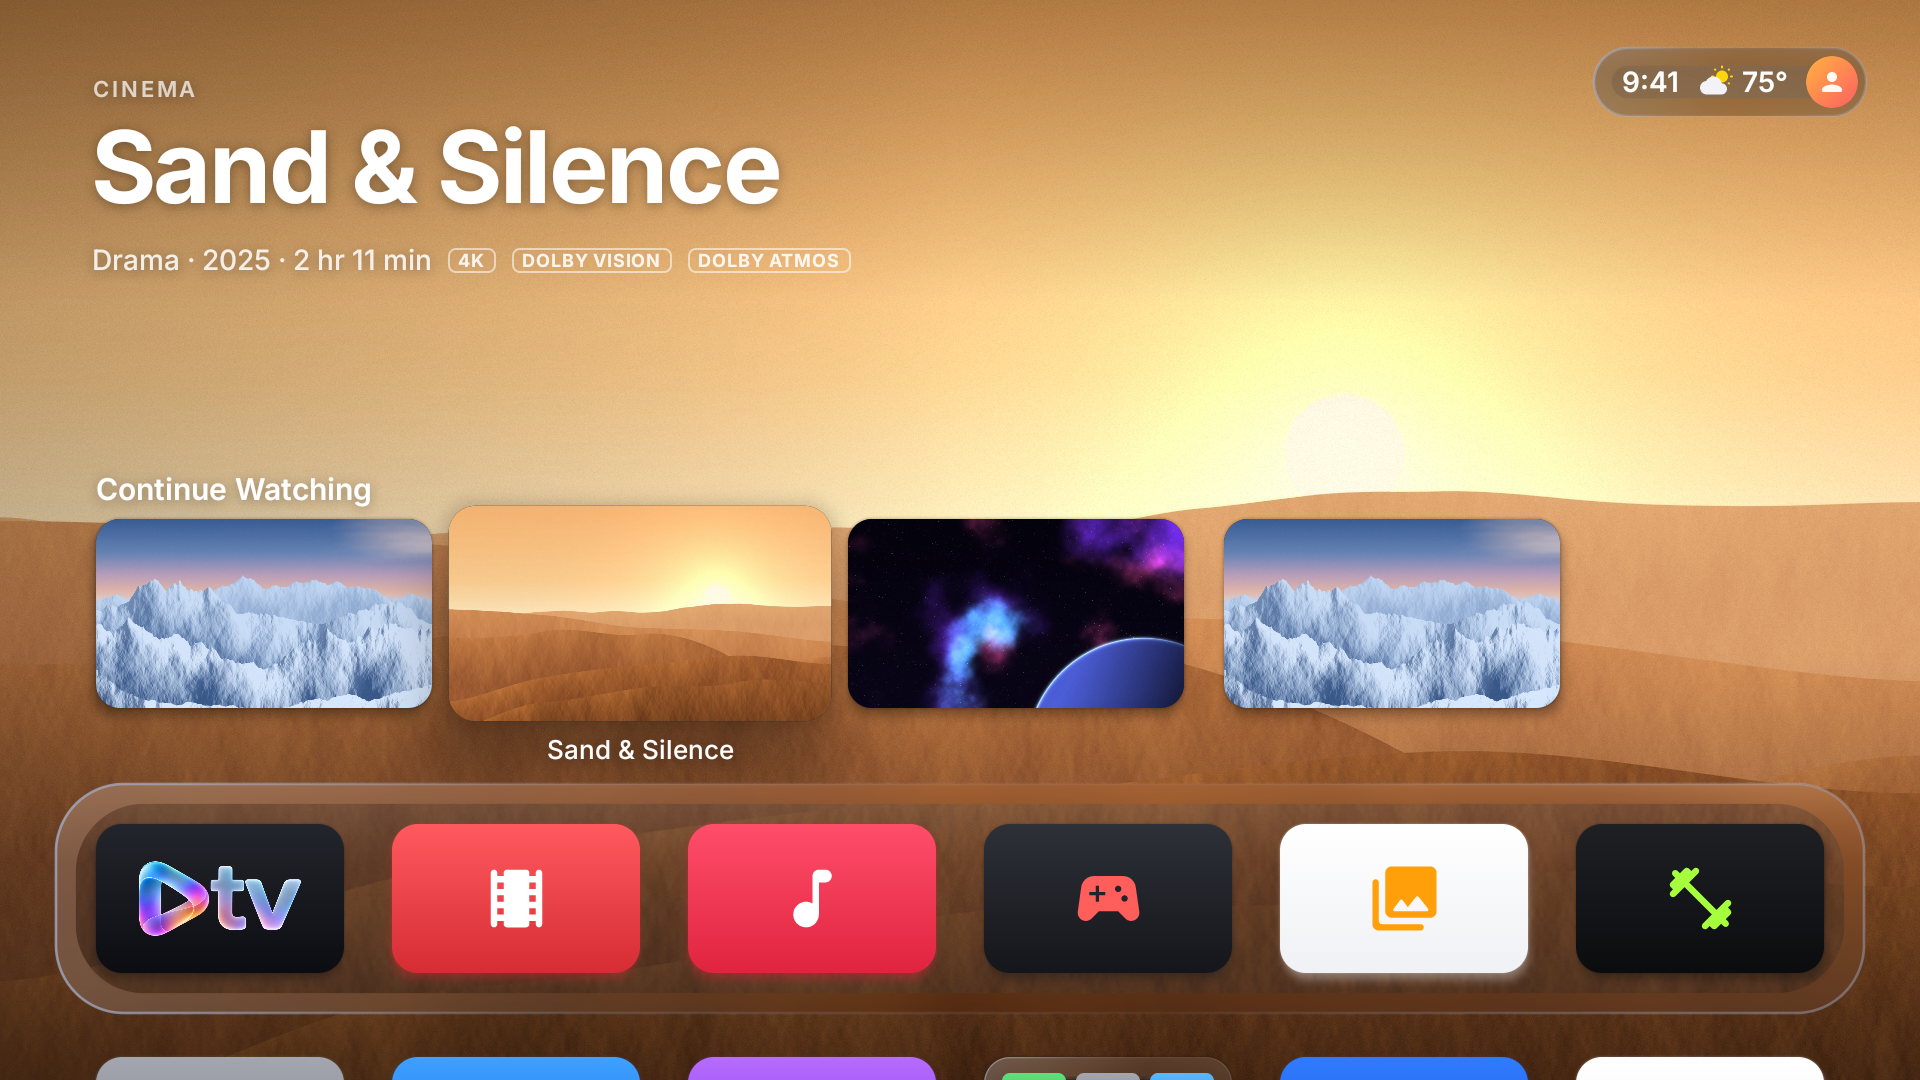 CINEMA
9:41 75°
Sand & Silence
Drama · 2025 · 2 hr 11 min 4K DOLBY VISION DOLBY ATMOS
Continue Watching
Sand & Silence
tv